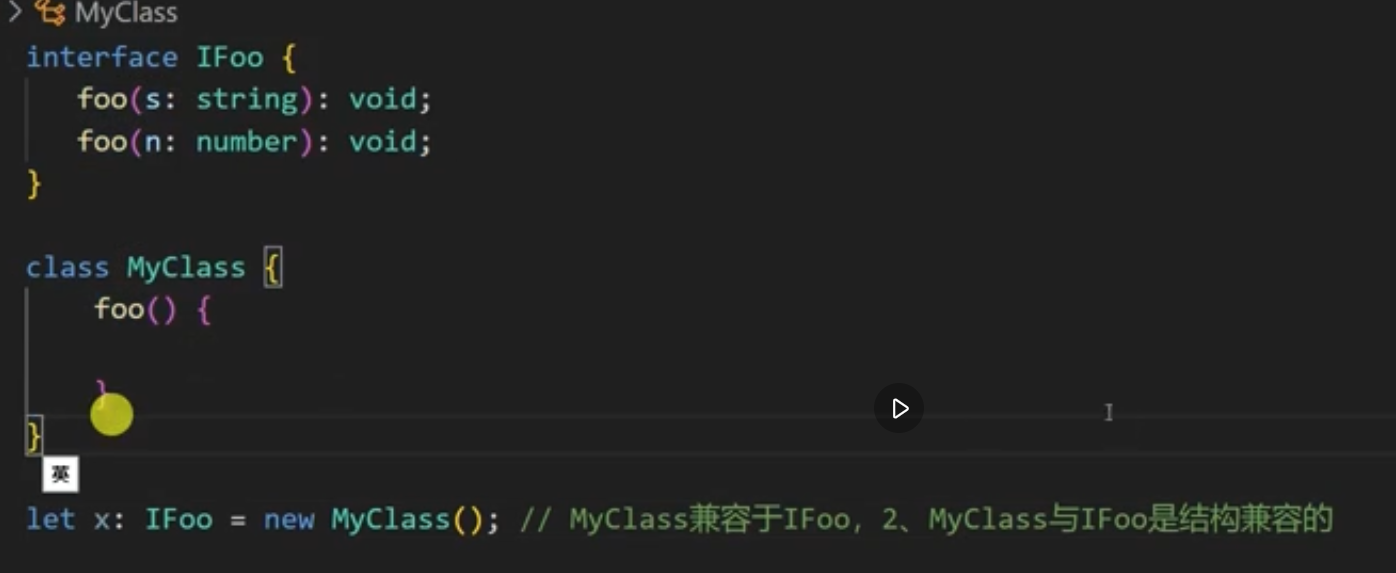 MyClass
interface IFoo {
foo(s: string): void;
foo(n: number): void;
}
class MyClass {
foo() {
}
}
英
let x: IFoo = new MyClass(); // MyClass兼容于IFoo, 2、MyClass与IFoo是结构兼容的